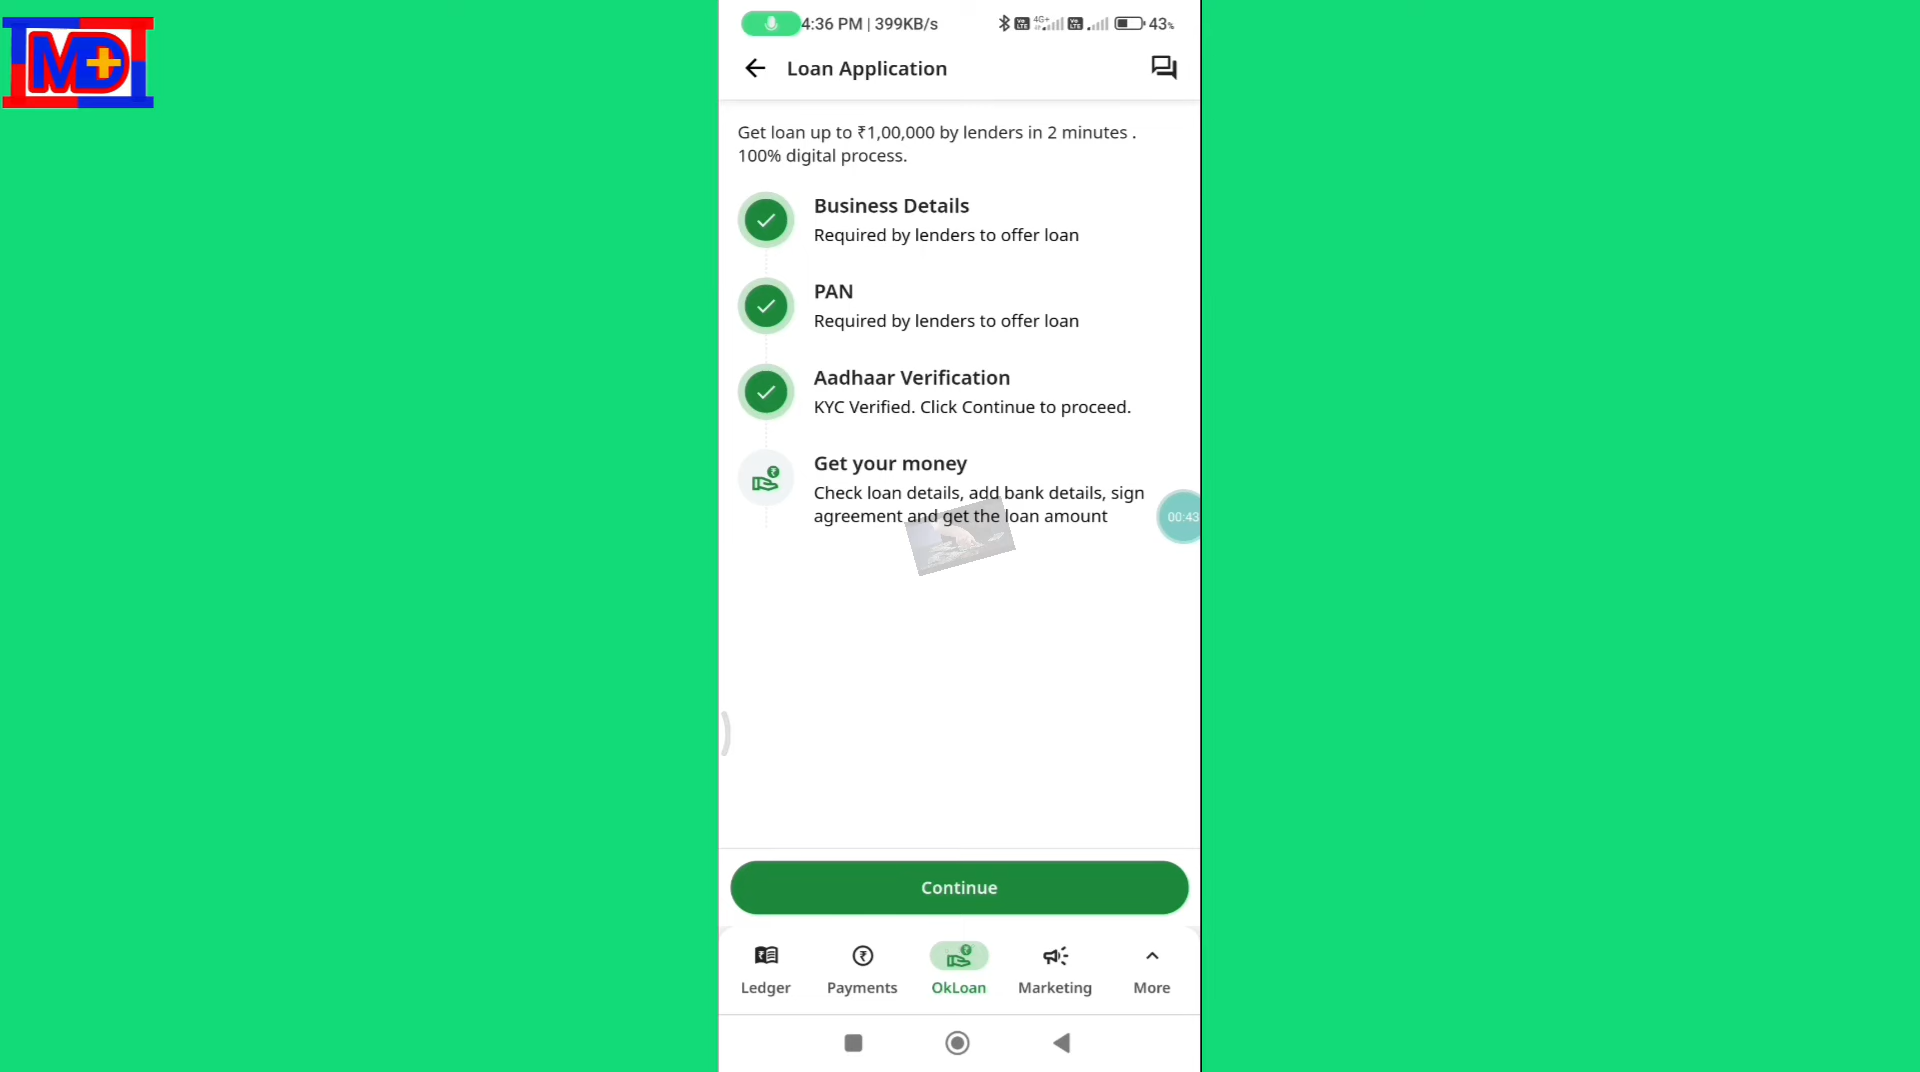 MD+
4:36 PM | 399KB/s
4G+
43%
Loan Application
Get loan up to ₹1,00,000 by lenders in 2 minutes .
100% digital process.
Business Details
Required by lenders to offer loan
PAN
Required by lenders to offer loan
Aadhaar Verification
KYC Verified. Click Continue to proceed.
Get your money
Check loan details, add bank details, sign
agreement and get the loan amount
00:43
Continue
Ledger
Payments
OkLoan
Marketing
More